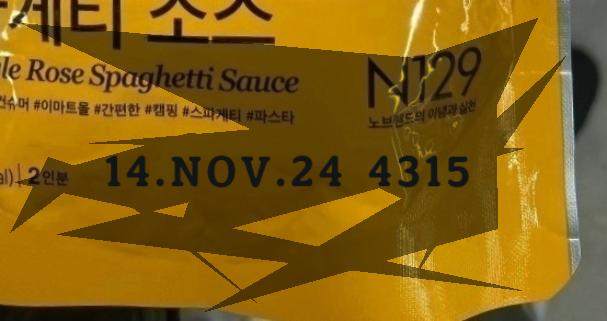 게티 소스
le Rose Spaghetti Sauce
N129
#이마트몰 #간편한 #캠핑 #스파게티 #파스타
노브랜드의 이념과 실천
2인분
14.NOV.24 4315